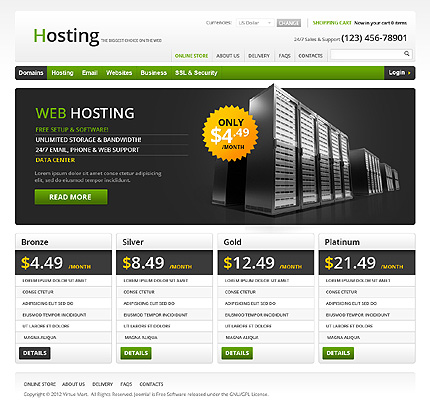 Currencies: US Dollar CHANGE SHOPPING CART Now in your cart 0 items
Hosting THE BIGGEST CHOICE ON THE WEB
24/7 Sales & Support (123) 456-78901
ONLINE STORE ABOUT US DELIVERY FAQS CONTACTS
Domains Hosting Email Websites Business SSL & Security Login
WEB HOSTING
FREE SETUP & SOFTWARE!
UNLIMITED STORAGE & BANDWIDTH!
24/7 EMAIL, PHONE & WEB SUPPORT
DATA CENTER
Lorem ipsum dolor sit amet conse ctetur adipisicing
elit, sed do eiusmod tempor incididunt.
READ MORE
ONLY
$4.49
/MONTH
Bronze Silver Gold Platinum
$4.49 /MONTH $8.49 /MONTH $12.49 /MONTH $21.49 /MONTH
LOREM IPSUM DOLOR SIT AMET LOREM IPSUM DOLOR SIT AMET LOREM IPSUM DOLOR SIT AMET LOREM IPSUM DOLOR SIT AMET
CONSE CTETUR CONSE CTETUR CONSE CTETUR CONSE CTETUR
ADIPISICING ELIT SED DO ADIPISICING ELIT SED DO ADIPISICING ELIT SED DO ADIPISICING ELIT SED DO
EIUSMOD TEMPOR INCIDIDUNT EIUSMOD TEMPOR INCIDIDUNT EIUSMOD TEMPOR INCIDIDUNT EIUSMOD TEMPOR INCIDIDUNT
UT LABORE ET DOLORE UT LABORE ET DOLORE UT LABORE ET DOLORE UT LABORE ET DOLORE
MAGNA ALIQUA MAGNA ALIQUA MAGNA ALIQUA MAGNA ALIQUA
DETAILS DETAILS DETAILS DETAILS
ONLINE STORE ABOUT US DELIVERY FAQS CONTACTS
Copyright © 2012 Virtue Mart. All Rights Reserved. Joomla! is Free Software released under the GNU/GPL License.